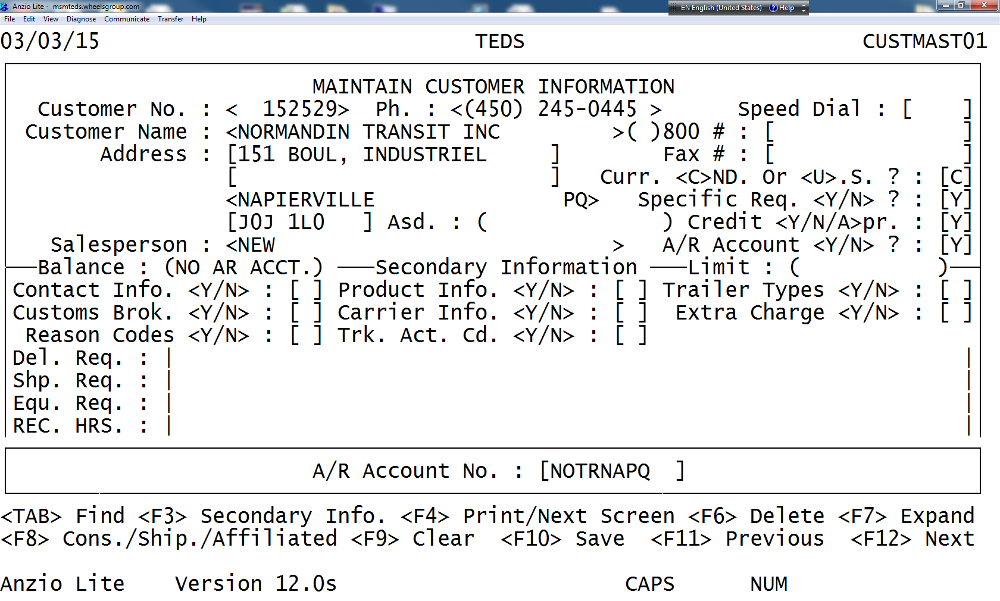 Anzio Lite - msmteds.wheelsgroup.com EN English (United States) ? Help
File Edit View Diagnose Communicate Transfer Help
03/03/15 TEDS CUSTMAST01
MAINTAIN CUSTOMER INFORMATION
Customer No. : < 152529> Ph. : <(450) 245-0445 > Speed Dial : [ ]
Customer Name : <NORMANDIN TRANSIT INC >( )800 # : [ ]
Address : [151 BOUL, INDUSTRIEL ] Fax # : [ ]
[ ] Curr. <C>ND. Or <U>.S. ? : [C]
<NAPIERVILLE PQ> Specific Req. <Y/N> ? : [Y]
[J0J 1L0 ] Asd. : ( ) Credit <Y/N/A>pr. : [Y]
Salesperson : <NEW > A/R Account <Y/N> ? : [Y]
Balance : (NO AR ACCT.) Secondary Information Limit : ( )
Contact Info. <Y/N> : [ ] Product Info. <Y/N> : [ ] Trailer Types <Y/N> : [ ]
Customs Brok. <Y/N> : [ ] Carrier Info. <Y/N> : [ ] Extra Charge <Y/N> : [ ]
Reason Codes <Y/N> : [ ] Trk. Act. Cd. <Y/N> : [ ]
Del. Req. : | |
Shp. Req. : | |
Equ. Req. : | |
REC. HRS. : | |
A/R Account No. : [NOTRNAPQ ]
<TAB> Find <F3> Secondary Info. <F4> Print/Next Screen <F6> Delete <F7> Expand
<F8> Cons./Ship./Affiliated <F9> Clear <F10> Save <F11> Previous <F12> Next
Anzio Lite Version 12.0s CAPS NUM